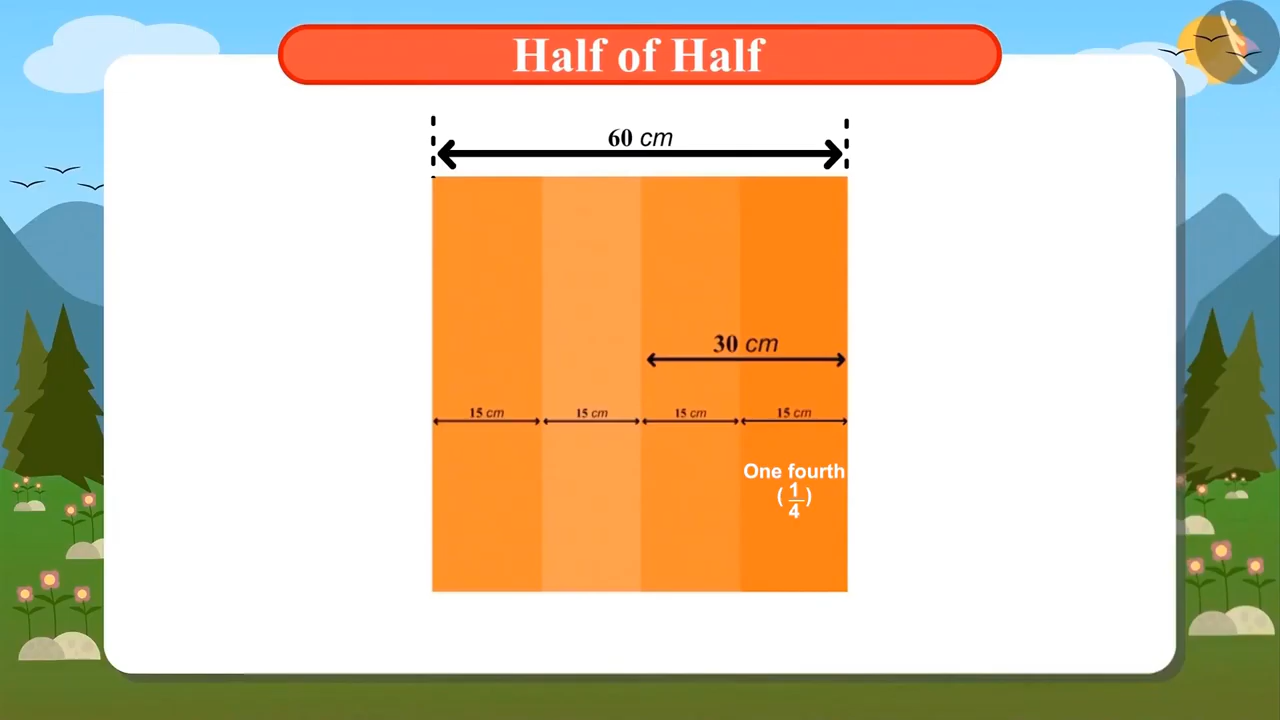 Half of Half
60 cm
30 cm
15 cm 15 cm 15 cm 15 cm
One fourth
(1/4)